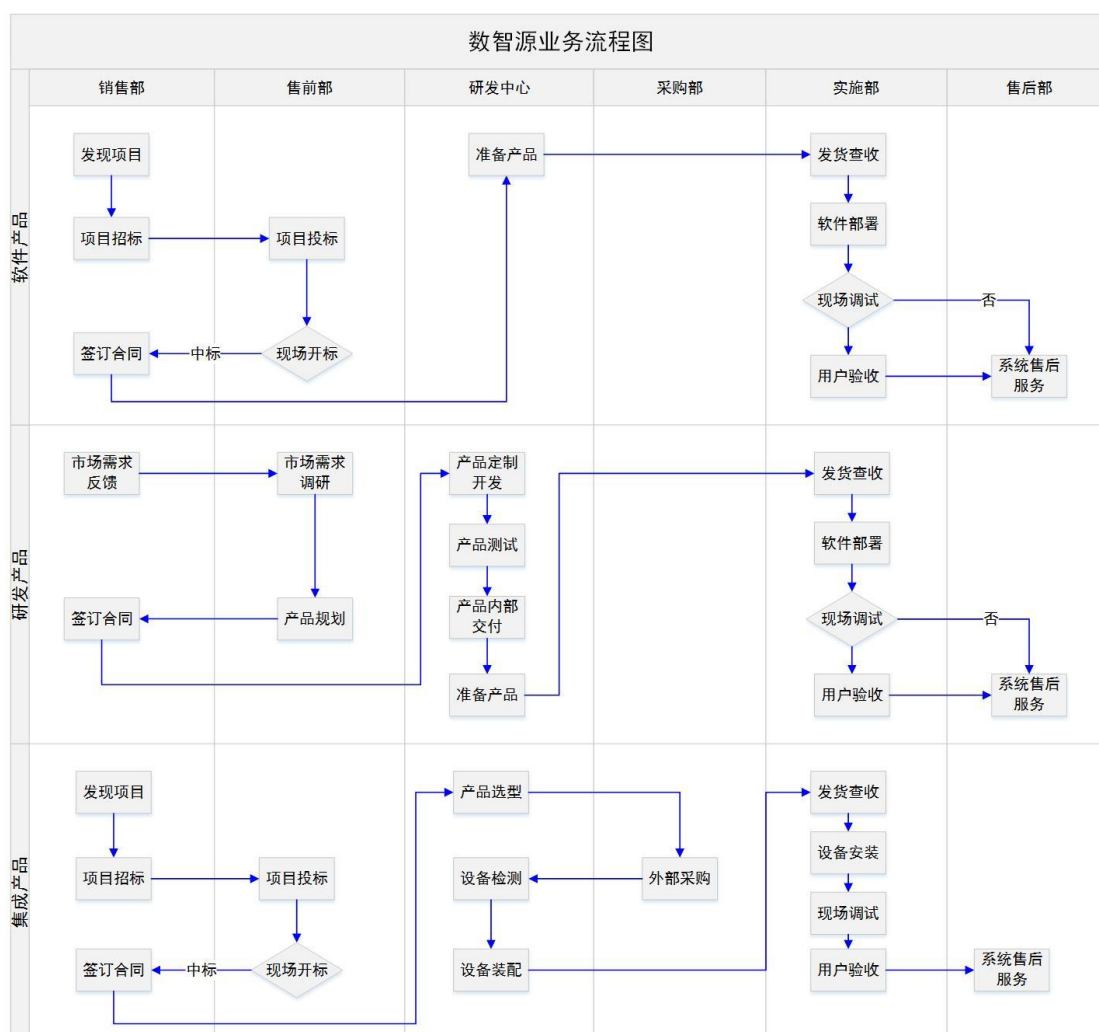 数智源业务流程图
销售部
售前部
研发中心
采购部
实施部
售后部
软件产品
发现项目
准备产品
发货查收
项目招标
项目投标
软件部署
现场调试
否
签订合同
中标
现场开标
用户验收
系统售后
服务
研发产品
市场需求
反馈
市场需求
调研
产品定制
开发
发货查收
产品测试
软件部署
签订合同
产品规划
产品内部
交付
现场调试
否
准备产品
用户验收
系统售后
服务
集成产品
发现项目
产品选型
发货查收
设备安装
项目招标
项目投标
设备检测
外部采购
现场调试
签订合同
中标
现场开标
设备装配
用户验收
系统售后
服务